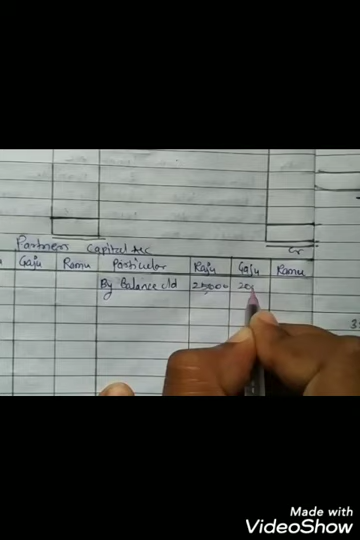 Partners Capital A/c
Cr
Gaju Ramu Particular Raju Gaju Ramu
By Balance c/d 25,000
Made with
VideoShow